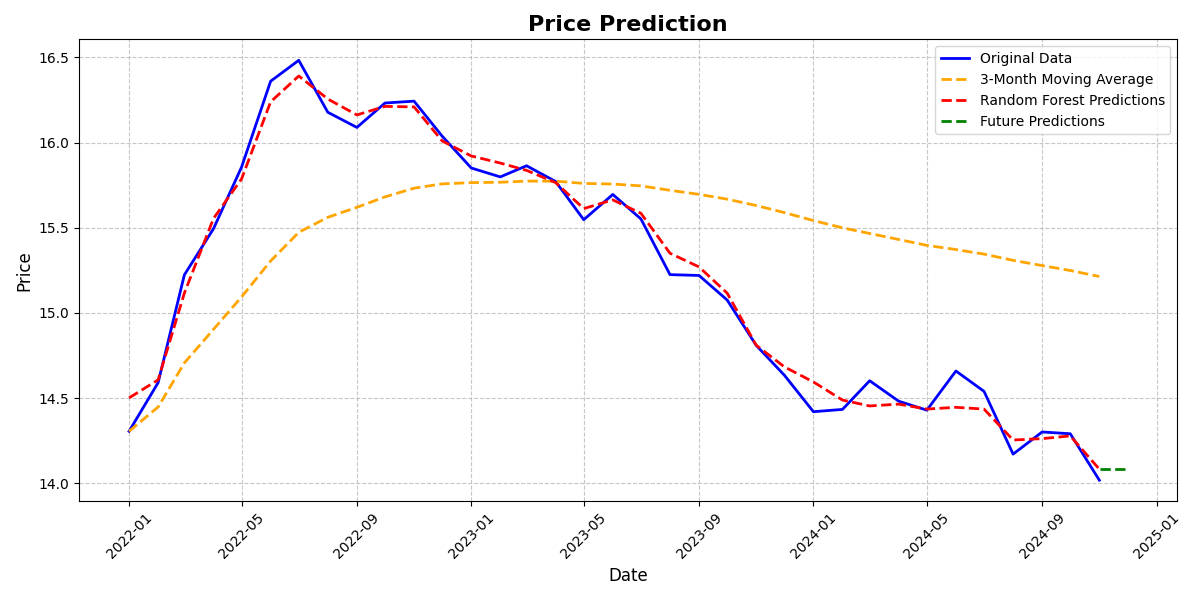 Price Prediction
Original Data
3-Month Moving Average
Random Forest Predictions
Future Predictions
Price
16.5
16.0
15.5
15.0
14.5
14.0
2022-01
2022-05
2022-09
2023-01
2023-05
2023-09
2024-01
2024-05
2024-09
2025-01
Date